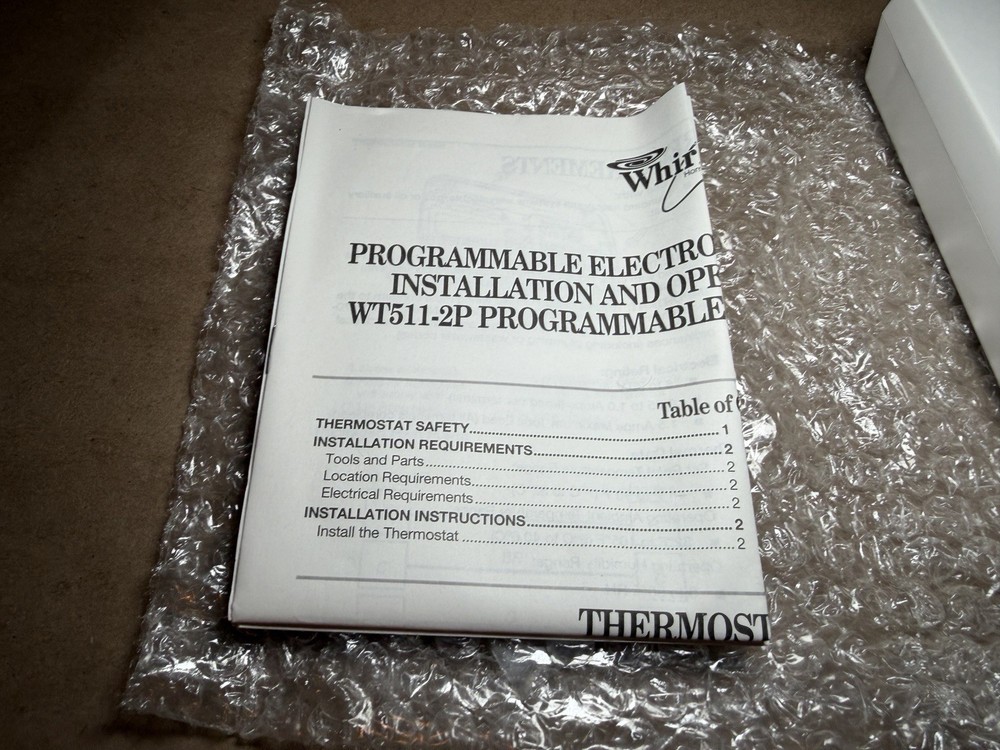 Whir
PROGRAMMABLE ELECTRO
INSTALLATION AND OPE
WT511-2P PROGRAMMABLE
Table of
THERMOSTAT SAFETY 1
INSTALLATION REQUIREMENTS 2
Tools and Parts 2
Location Requirements 2
Electrical Requirements 2
INSTALLATION INSTRUCTIONS 2
Install the Thermostat 2
THERMOST